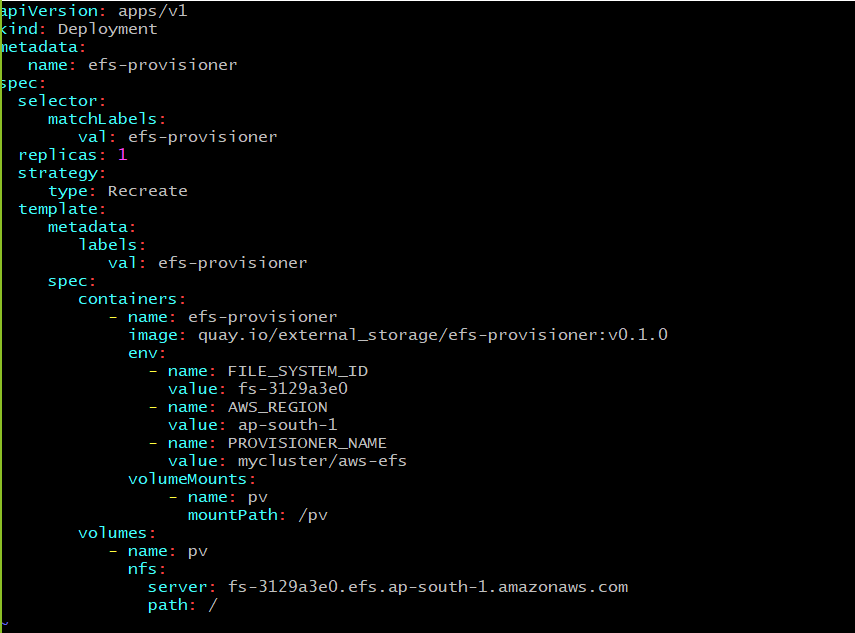 apiVersion: apps/v1
kind: Deployment
metadata:
   name: efs-provisioner
spec:
  selector:
     matchLabels:
        val: efs-provisioner
  replicas: 1
  strategy:
     type: Recreate
  template:
     metadata:
        labels:
           val: efs-provisioner
     spec:
        containers:
           - name: efs-provisioner
             image: quay.io/external_storage/efs-provisioner:v0.1.0
             env:
               - name: FILE_SYSTEM_ID
                 value: fs-3129a3e0
               - name: AWS_REGION
                 value: ap-south-1
               - name: PROVISIONER_NAME
                 value: mycluster/aws-efs
             volumeMounts:
                 - name: pv
                   mountPath: /pv
        volumes:
           - name: pv
             nfs:
               server: fs-3129a3e0.efs.ap-south-1.amazonaws.com
               path: /
~